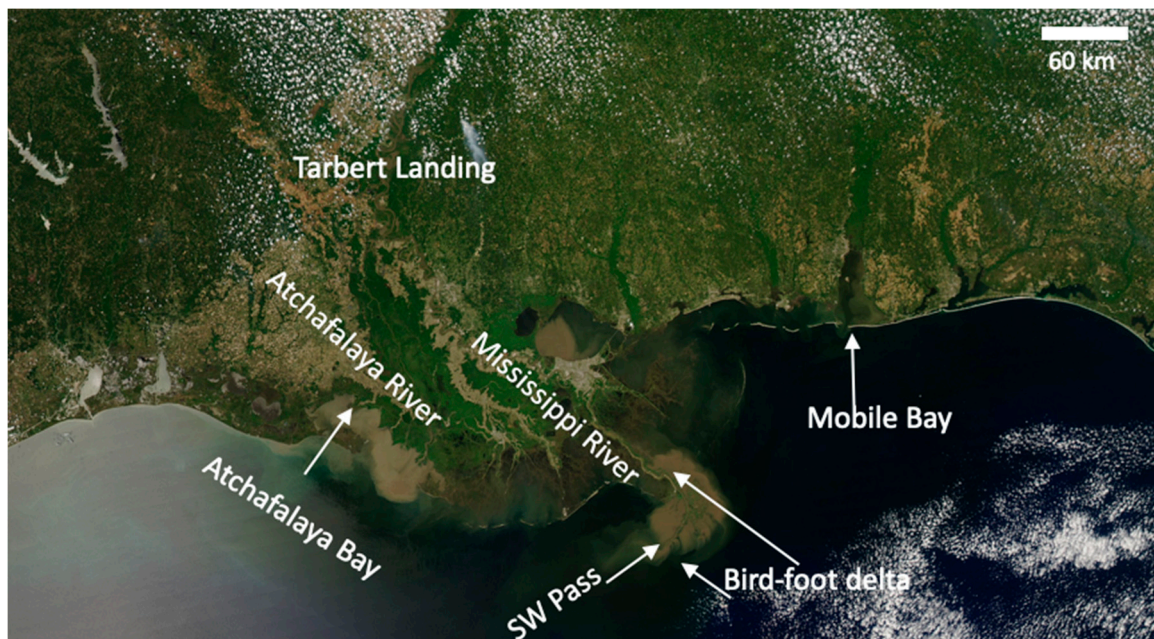 60 km
Tarbert Landing
Atchafalaya River
Mississippi River
Mobile Bay
Atchafalaya Bay
Bird-foot delta
SW Pass